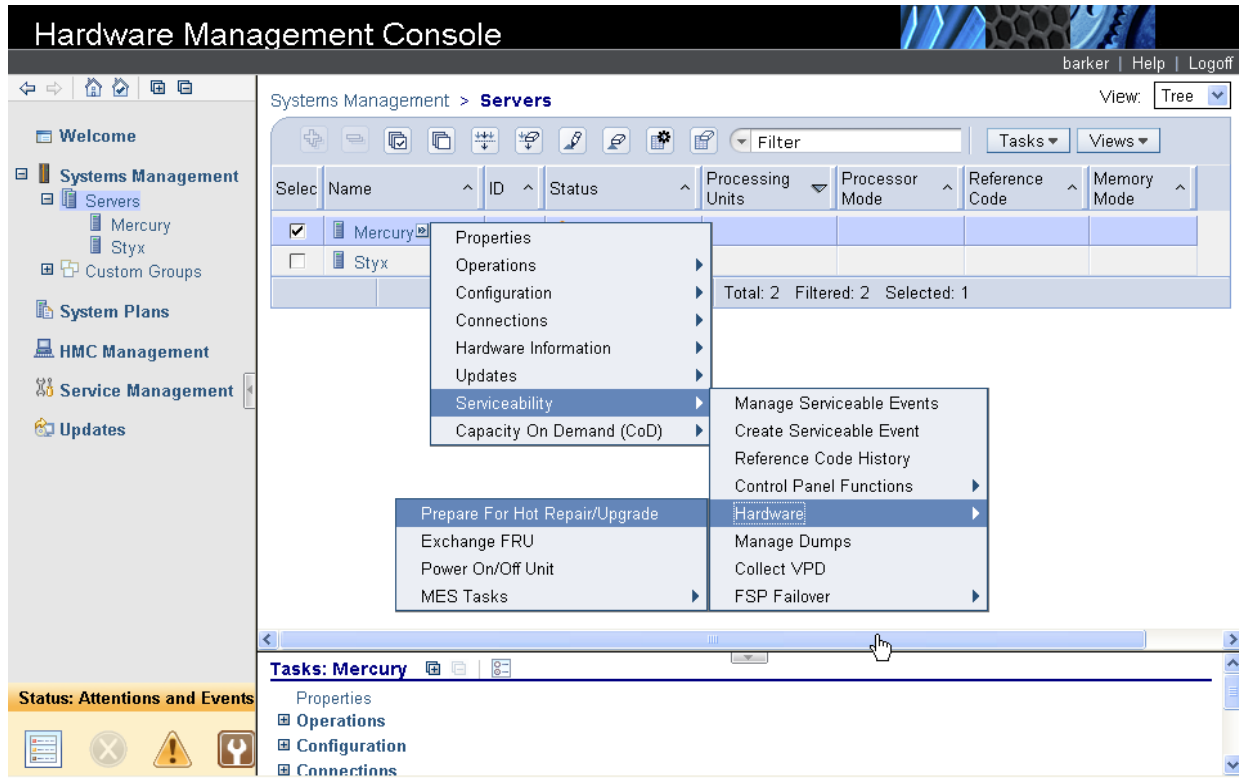 Hardware Management Console
barker | Help | Logoff
Systems Management > Servers
View: Tree
Welcome
Systems Management
Servers
Mercury
Styx
Custom Groups
System Plans
HMC Management
Service Management
Updates
Filter
Tasks
Views
Selec Name ID Status Processing Units Processor Mode Reference Code Memory Mode
Mercury
Styx
Total: 2 Filtered: 2 Selected: 1
Properties
Operations
Configuration
Connections
Hardware Information
Updates
Serviceability
Capacity On Demand (CoD)
Manage Serviceable Events
Create Serviceable Event
Reference Code History
Control Panel Functions
Hardware
Manage Dumps
Collect VPD
FSP Failover
Prepare For Hot Repair/Upgrade
Exchange FRU
Power On/Off Unit
MES Tasks
Tasks: Mercury
Properties
Operations
Configuration
Connections
Status: Attentions and Events